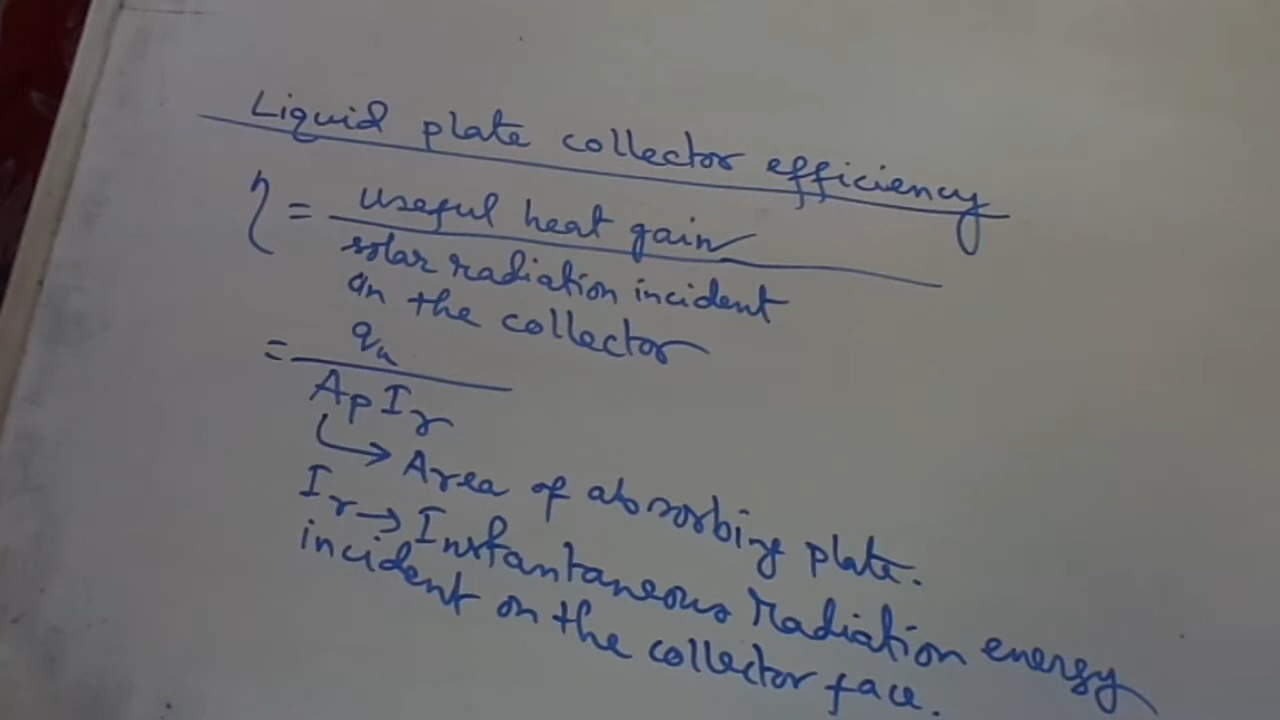 Liquid plate collector efficiency
η = useful heat gain
solar radiation incident
on the collector
= qu
Ap Ir
→ Area of absorbing plate.
Ir → Instantaneous radiation energy
incident on the collector face.